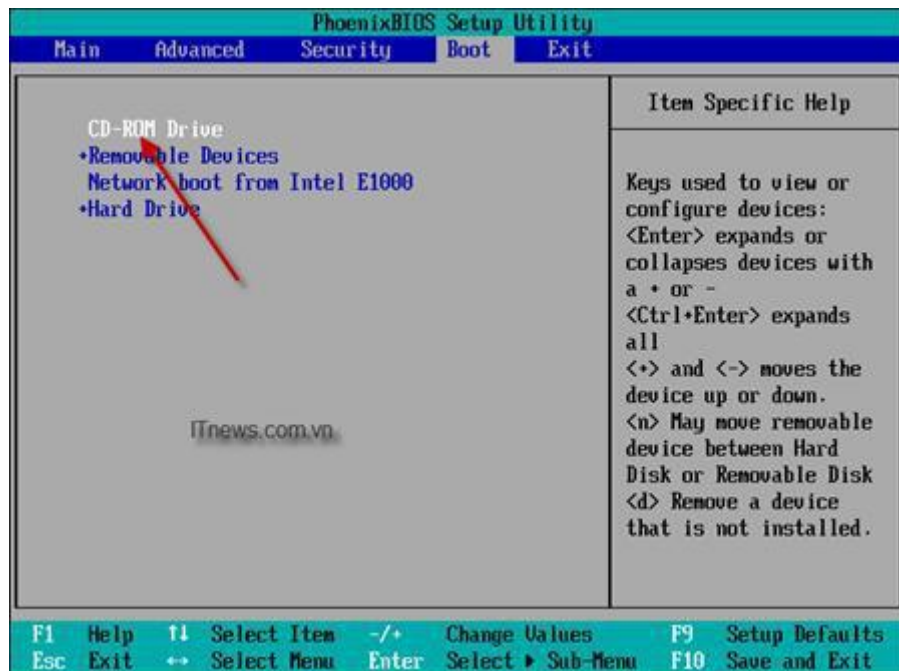 PhoenixBIOS Setup Utility
Main Advanced Security Boot Exit
CD-ROM Drive
+Removable Devices
Network boot from Intel E1000
+Hard Drive
ITnews.com.vn
Item Specific Help
Keys used to view or
configure devices:
<Enter> expands or
collapses devices with
a + or -
<Ctrl+Enter> expands
all
<+> and <-> moves the
device up or down.
<n> May move removable
device between Hard
Disk or Removable Disk
<d> Remove a device
that is not installed.
F1 Help ↑↓ Select Item -/+ Change Values F9 Setup Defaults
Esc Exit ↔ Select Menu Enter Select ▶ Sub-Menu F10 Save and Exit